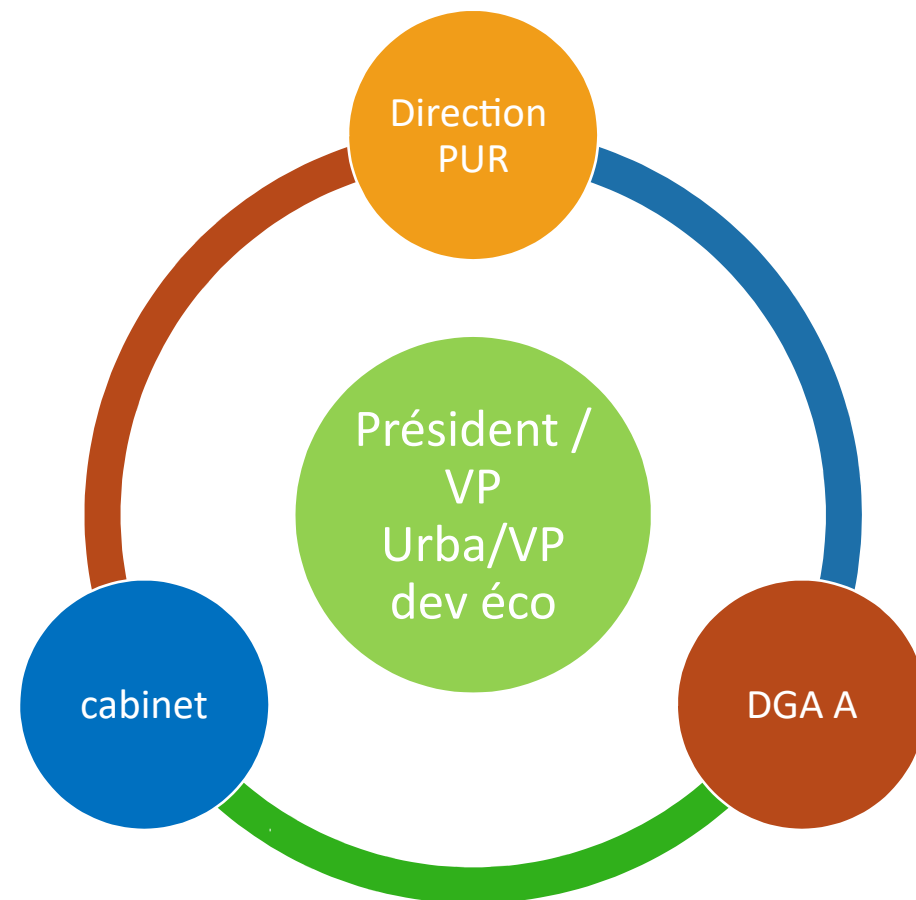 Direction
PUR
Président /
VP
Urba/VP
dev éco
cabinet
DGA A